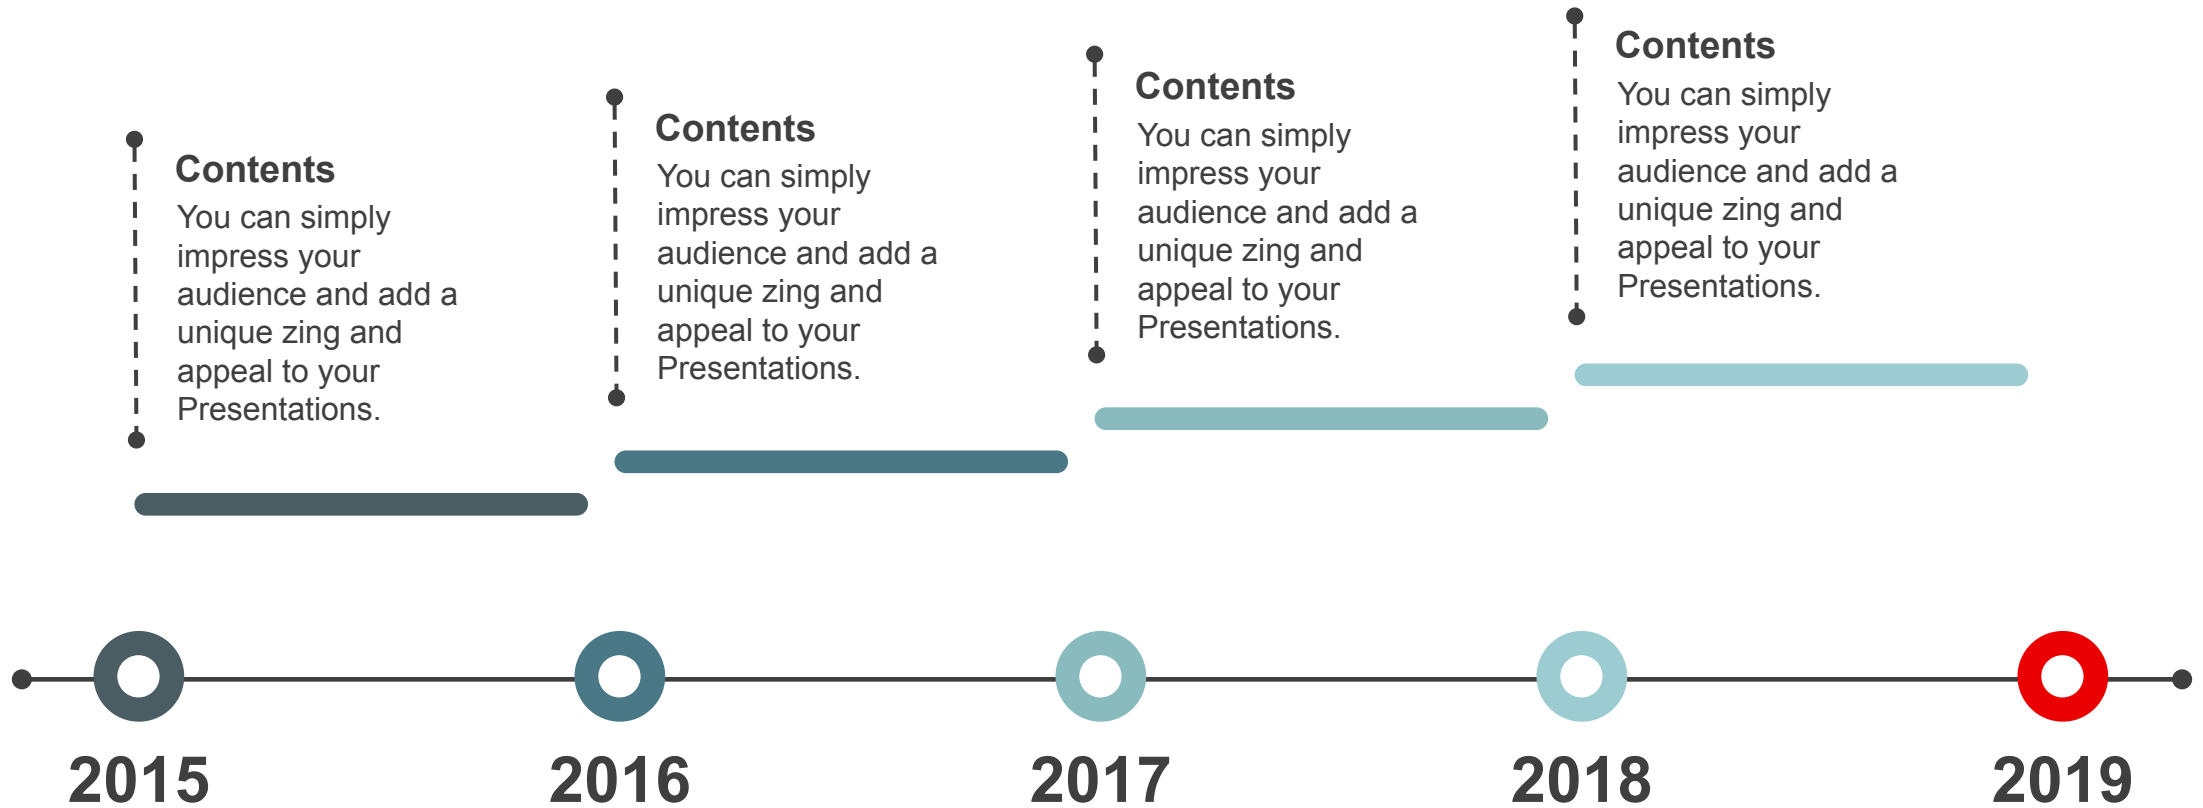 Contents
You can simply
impress your
audience and add a
unique zing and
appeal to your
Presentations.
Contents
You can simply
impress your
audience and add a
unique zing and
appeal to your
Presentations.
Contents
You can simply
impress your
audience and add a
unique zing and
appeal to your
Presentations.
Contents
You can simply
impress your
audience and add a
unique zing and
appeal to your
Presentations.
2015
2016
2017
2018
2019